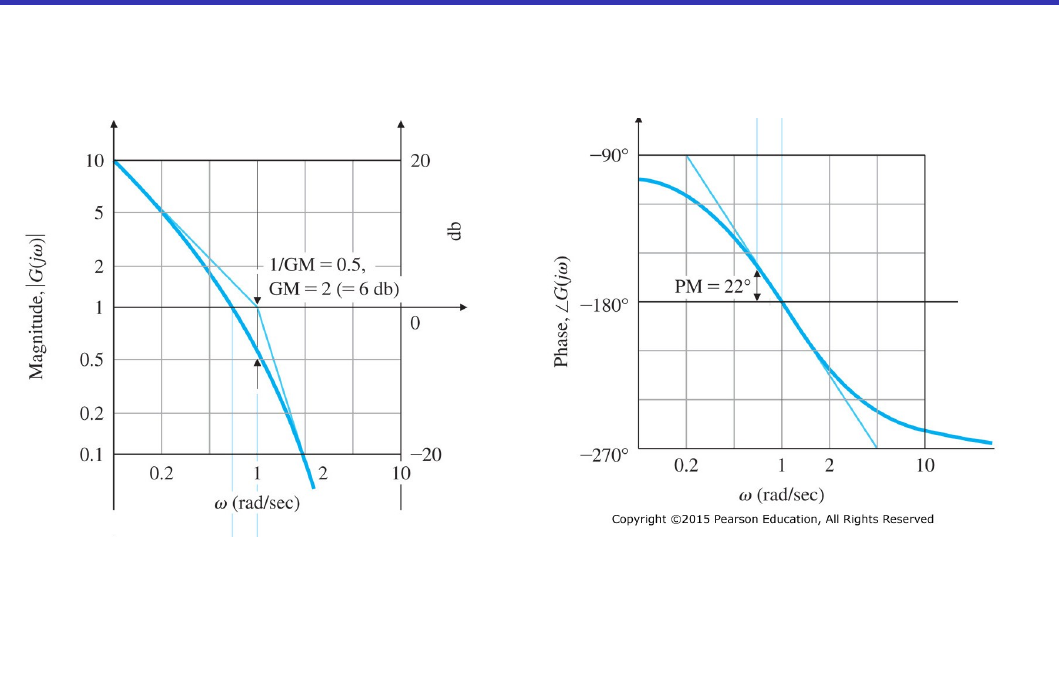 10
5
2
1
0.5
0.2
0.1
Magnitude, |G(jω)|
20
db
0
−20
1/GM = 0.5,
GM = 2 (= 6 db)
0.2
1
2
10
ω (rad/sec)
−90°
−180°
−270°
Phase, ∠G(jω)
PM = 22°
0.2
1
2
10
ω (rad/sec)
Copyright ©2015 Pearson Education, All Rights Reserved